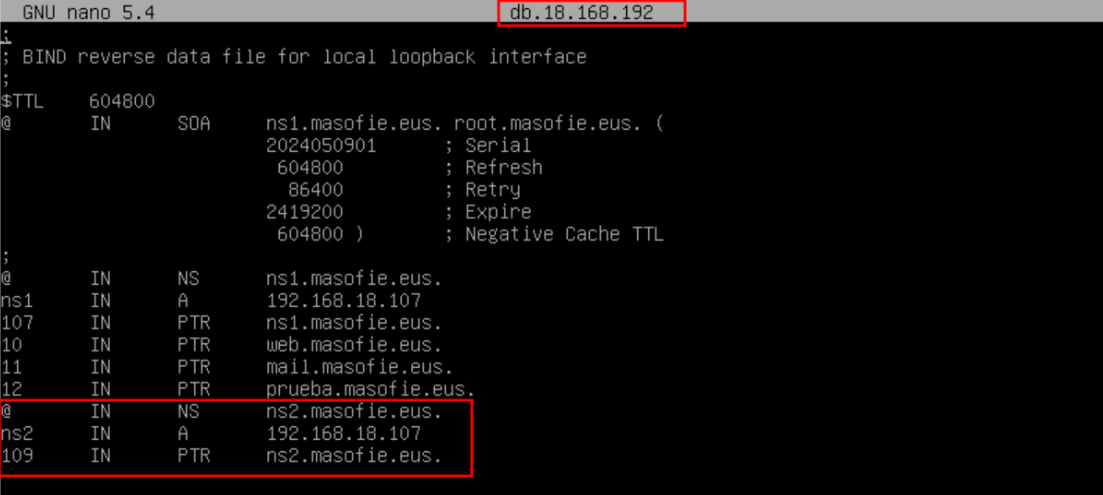 GNU nano 5.4 db.18.168.192
;
; BIND reverse data file for local loopback interface
;
$TTL 604800
@ IN SOA ns1.masofie.eus. root.masofie.eus. (
2024050901 ; Serial
604800 ; Refresh
86400 ; Retry
2419200 ; Expire
604800 ) ; Negative Cache TTL
;
@ IN NS ns1.masofie.eus.
ns1 IN A 192.168.18.107
107 IN PTR ns1.masofie.eus.
10 IN PTR web.masofie.eus.
11 IN PTR mail.masofie.eus.
12 IN PTR prueba.masofie.eus.
@ IN NS ns2.masofie.eus.
ns2 IN A 192.168.18.107
109 IN PTR ns2.masofie.eus.